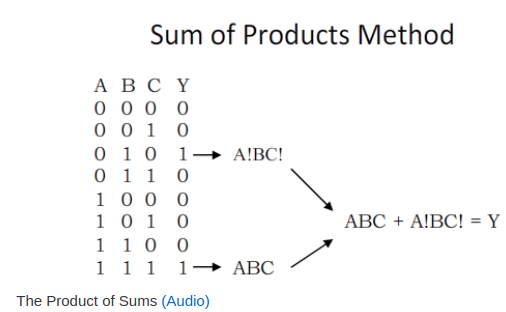 Sum of Products Method
A B C Y
0 0 0 0
0 0 1 0
0 1 0 1 → A!BC!
0 1 1 0
1 0 0 0
1 0 1 0
ABC + A!BC! = Y
1 1 0 0
1 1 1 1 → ABC
The Product of Sums (Audio)